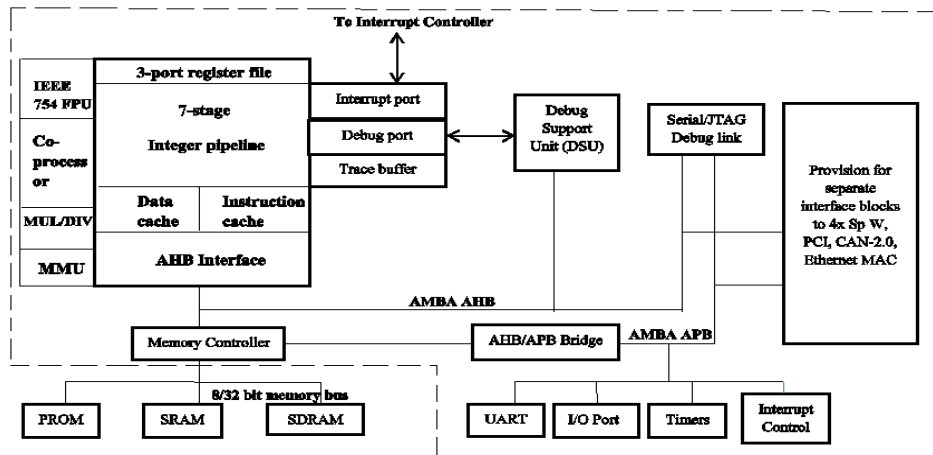 To Interrupt Controller
IEEE
754 FPU
Co-
process
or
MUL/DIV
MMU
3-port register file
7-stage
Integer pipeline
Data
cache
Instruction
cache
AHB Interface
Interrupt port
Debug port
Trace buffer
Debug
Support
Unit (DSU)
Serial/JTAG
Debug link
Provision for
separate
interface blocks
to 4x Sp W,
PCI, CAN-2.0,
Ethernet MAC
AMBA AHB
Memory Controller
AHB/APB Bridge
AMBA APB
8/32 bit memory bus
PROM
SRAM
SDRAM
UART
I/O Port
Timers
Interrupt
Control